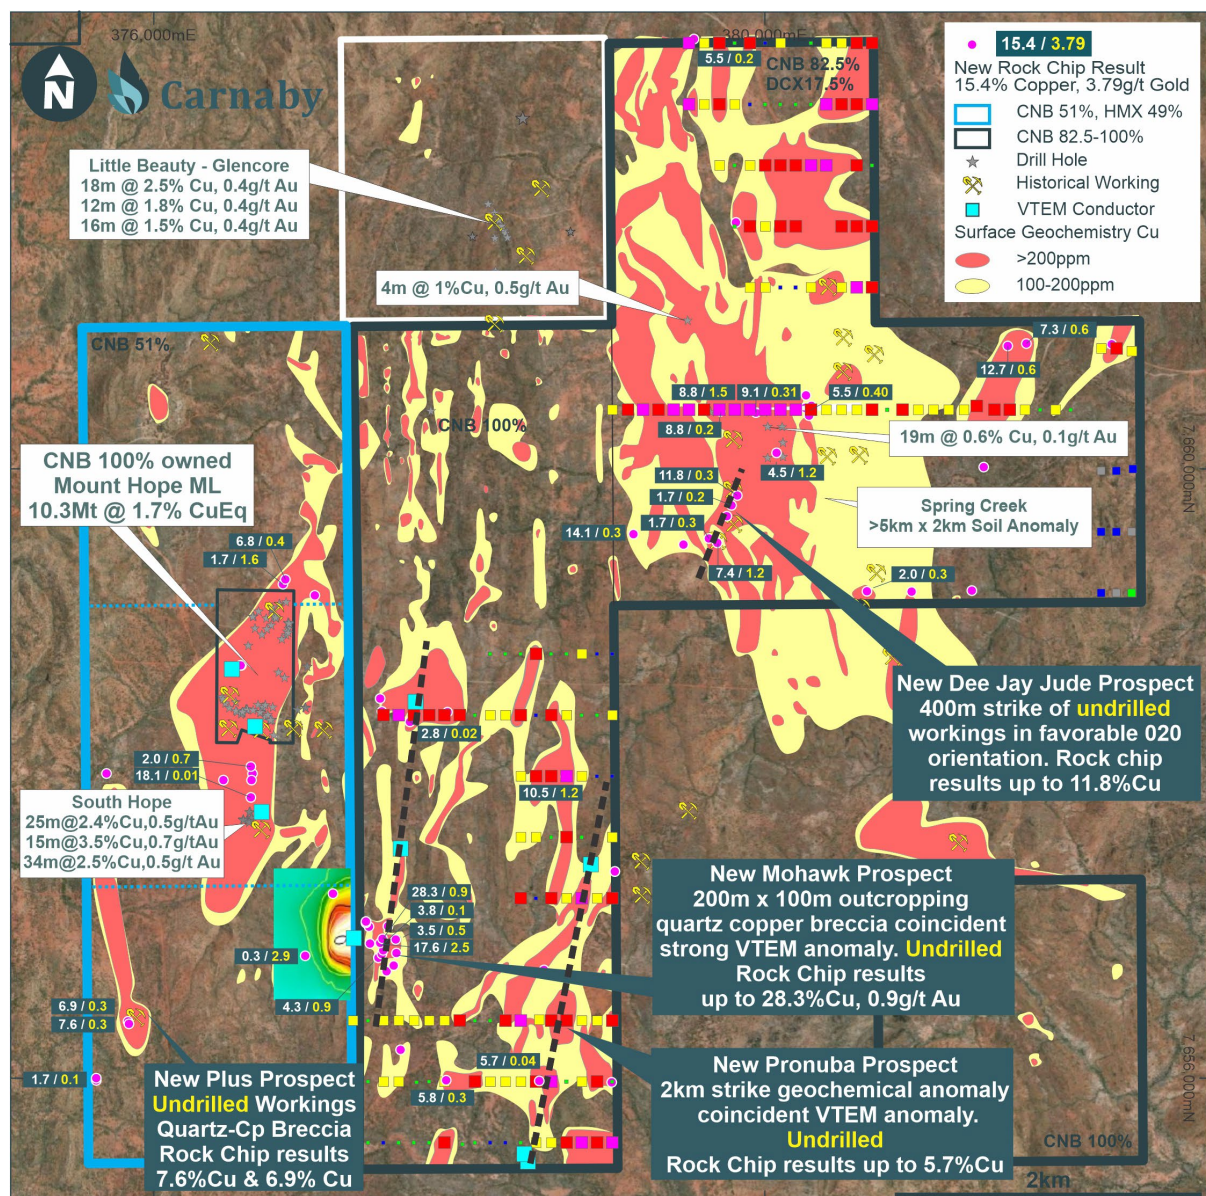 376,000mE
380,000mE
N
Carnaby
15.4 / 3.79
New Rock Chip Result
15.4% Copper, 3.79g/t Gold
CNB 51%, HMX 49%
CNB 82.5-100%
Drill Hole
Historical Working
VTEM Conductor
Surface Geochemistry Cu
>200ppm
100-200ppm
5.5 / 0.2
CNB 82.5%
DCX17.5%
Little Beauty - Glencore
18m @ 2.5% Cu, 0.4g/t Au
12m @ 1.8% Cu, 0.4g/t Au
16m @ 1.5% Cu, 0.4g/t Au
4m @ 1%Cu, 0.5g/t Au
CNB 51%
7.3 / 0.6
12.7 / 0.6
8.8 / 1.5
9.1 / 0.31
5.5 / 0.40
CNB 100%
8.8 / 0.2
19m @ 0.6% Cu, 0.1g/t Au
7,660,000mN
CNB 100% owned
Mount Hope ML
10.3Mt @ 1.7% CuEq
11.8 / 0.3
4.5 / 1.2
1.7 / 0.2
Spring Creek
>5km x 2km Soil Anomaly
1.7 / 0.3
14.1 / 0.3
6.8 / 0.4
1.7 / 1.6
7.4 / 1.2
2.0 / 0.3
New Dee Jay Jude Prospect
400m strike of undrilled
workings in favorable 020
orientation. Rock chip
results up to 11.8%Cu
2.8 / 0.02
2.0 / 0.7
18.1 / 0.01
10.5 / 1.2
South Hope
25m@2.4%Cu,0.5g/tAu
15m@3.5%Cu,0.7g/tAu
34m@2.5%Cu,0.5g/t Au
28.3 / 0.9
3.8 / 0.1
3.5 / 0.5
17.6 / 2.5
0.3 / 2.9
4.3 / 0.9
New Mohawk Prospect
200m x 100m outcropping
quartz copper breccia coincident
strong VTEM anomaly. Undrilled
Rock Chip results
up to 28.3%Cu, 0.9g/t Au
6.9 / 0.3
7.6 / 0.3
5.7 / 0.04
5.8 / 0.3
1.7 / 0.1
New Plus Prospect
Undrilled Workings
Quartz-Cp Breccia
Rock Chip results
7.6%Cu & 6.9% Cu
New Pronuba Prospect
2km strike geochemical anomaly
coincident VTEM anomaly.
Undrilled
Rock Chip results up to 5.7%Cu
7,656,000mN
CNB 100%
2km